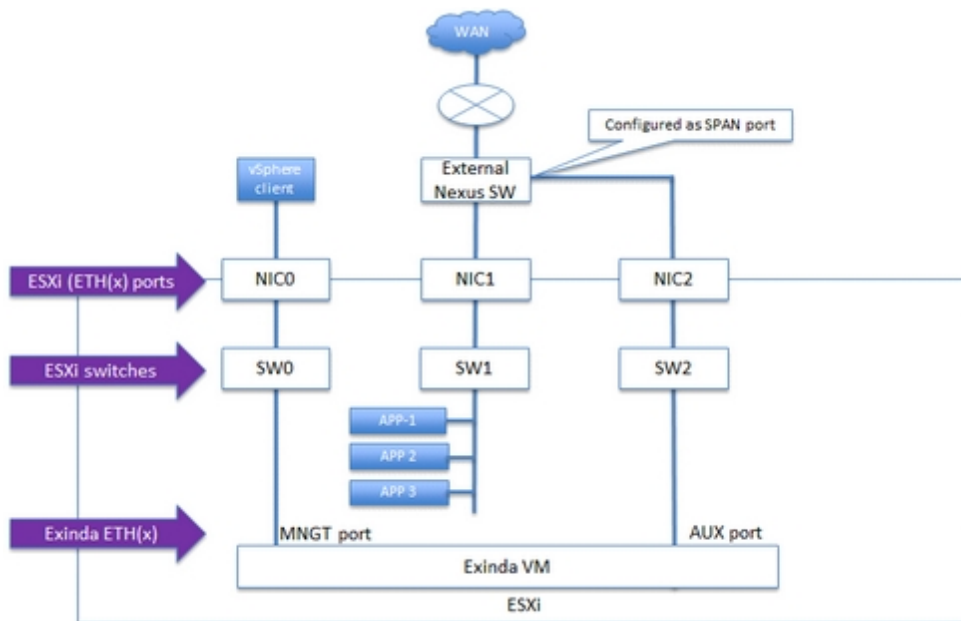 WAN
Configured as SPAN port
External
Nexus SW
vSphere
client
ESXi (ETH(x) ports
NIC0
NIC1
NIC2
ESXi switches
SW0
SW1
SW2
APP-1
APP 2
APP 3
Exinda ETH(x)
MNGT port
AUX port
Exinda VM
ESXi